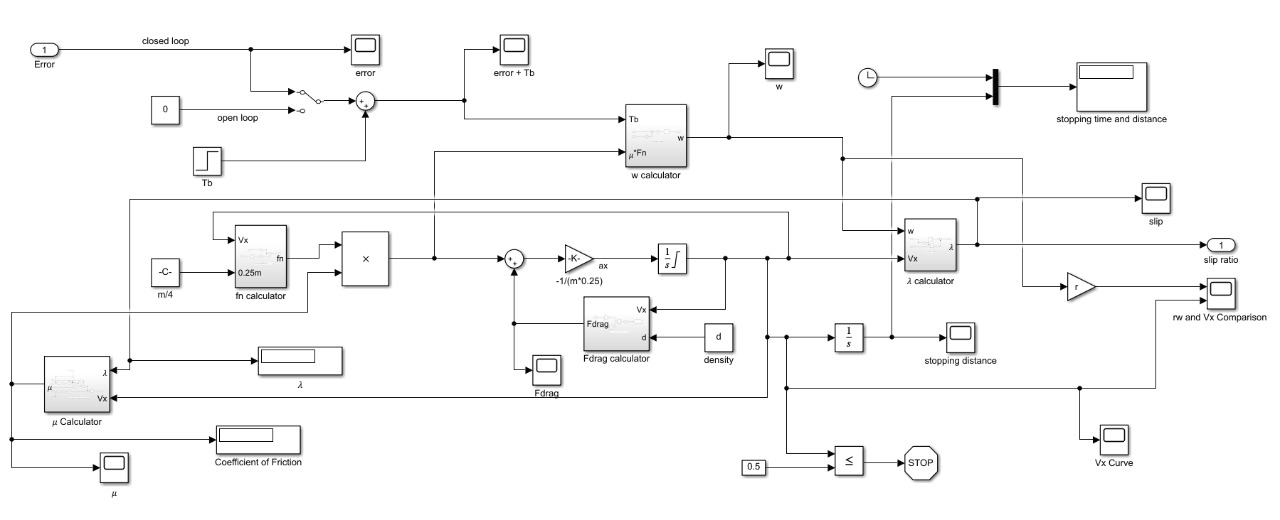 closed loop
1
Error
error
error + Tb
w
stopping time and distance
0
open loop
+
+
Tb
Tb
μ*Fn
w
w calculator
slip
Vx
fn
0.25m
fn calculator
-C-
m/4
×
+
+
-K-
ax
-1/(m*0.25)
1
s
w
Vx
λ
λ calculator
1
slip ratio
r
rw and Vx Comparison
Vx
Fdrag
d
Fdrag calculator
d
density
1
s
stopping distance
λ
Fdrag
λ
μ
Vx
μ Calculator
Coefficient of Friction
μ
0.5
≤
STOP
Vx Curve